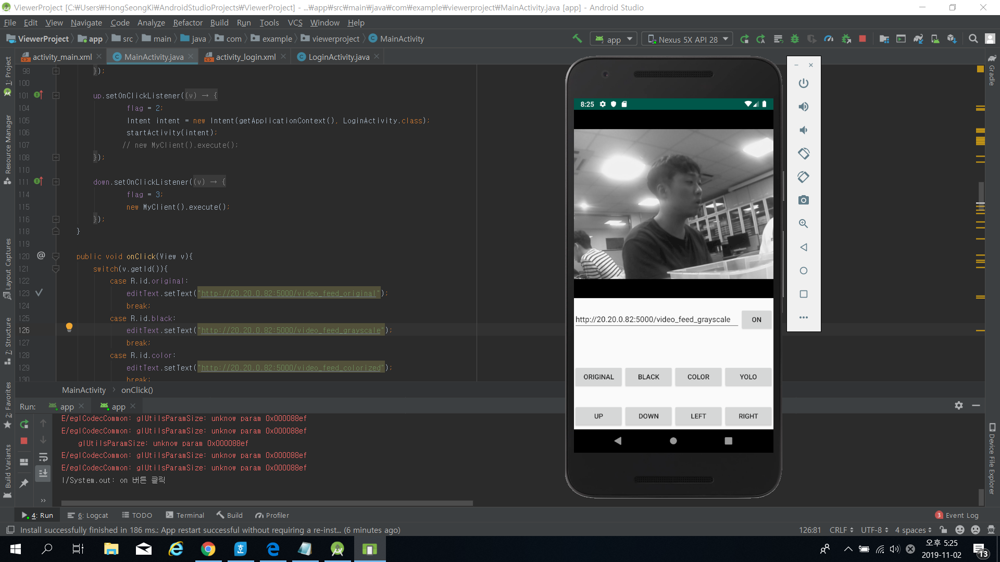 ViewerProject [C:₩Users₩HongSeongKi₩AndroidStudioProjects₩ViewerProject] - ...₩app₩src₩main₩java₩com₩example₩viewerproject₩MainActivity.java [app] - Android Studio
File Edit View Navigate Code Analyze Refactor Build Run Tools VCS Window Help
ViewerProject app src main java com example viewerproject MainActivity app Nexus 5X API 28
activity_main.xml MainActivity.java activity_login.xml LoginActivity.java
1: Project
Resource Manager
Layout Captures
7: Structure
2: Favorites
Build Variants
Gradle
Device File Explorer
98 });
100
101 up.setOnClickListener((v) → {
104 flag = 2;
105 Intent intent = new Intent(getApplicationContext(), LoginActivity.class);
106 startActivity(intent);
107 // new MyClient().execute();
108 });
110
111 down.setOnClickListener((v) → {
114 flag = 3;
115 new MyClient().execute();
116 });
118 }
119
120 @ public void onClick(View v){
121 switch(v.getId()){
122 case R.id.original:
123 editText.setText("http://20.20.0.82:5000/video_feed_original");
124 break;
125 case R.id.black:
126 editText.setText("http://20.20.0.82:5000/video_feed_grayscale");
127 break;
128 case R.id.color:
129 editText.setText("http://20.20.0.82:5000/video_feed_colorized");
130 break;
MainActivity onClick()
8:25
http://20.20.0.82:5000/video_feed_grayscale ON
ORIGINAL BLACK COLOR YOLO
UP DOWN LEFT RIGHT
Run: app app
E/eglCodecCommon: glUtilsParamSize: unknow param 0x000088ef
E/eglCodecCommon: glUtilsParamSize: unknow param 0x000088ef
glUtilsParamSize: unknow param 0x000088ef
E/eglCodecCommon: glUtilsParamSize: unknow param 0x000088ef
E/eglCodecCommon: glUtilsParamSize: unknow param 0x000088ef
I/System.out: on 버튼 클릭
4: Run 6: Logcat TODO Terminal Build Profiler 3 Event Log
Install successfully finished in 186 ms.: App restart successful without requiring a re-inst... (6 minutes ago) 126:81 CRLF UTF-8 4 spaces
오후 5:25
2019-11-02
13